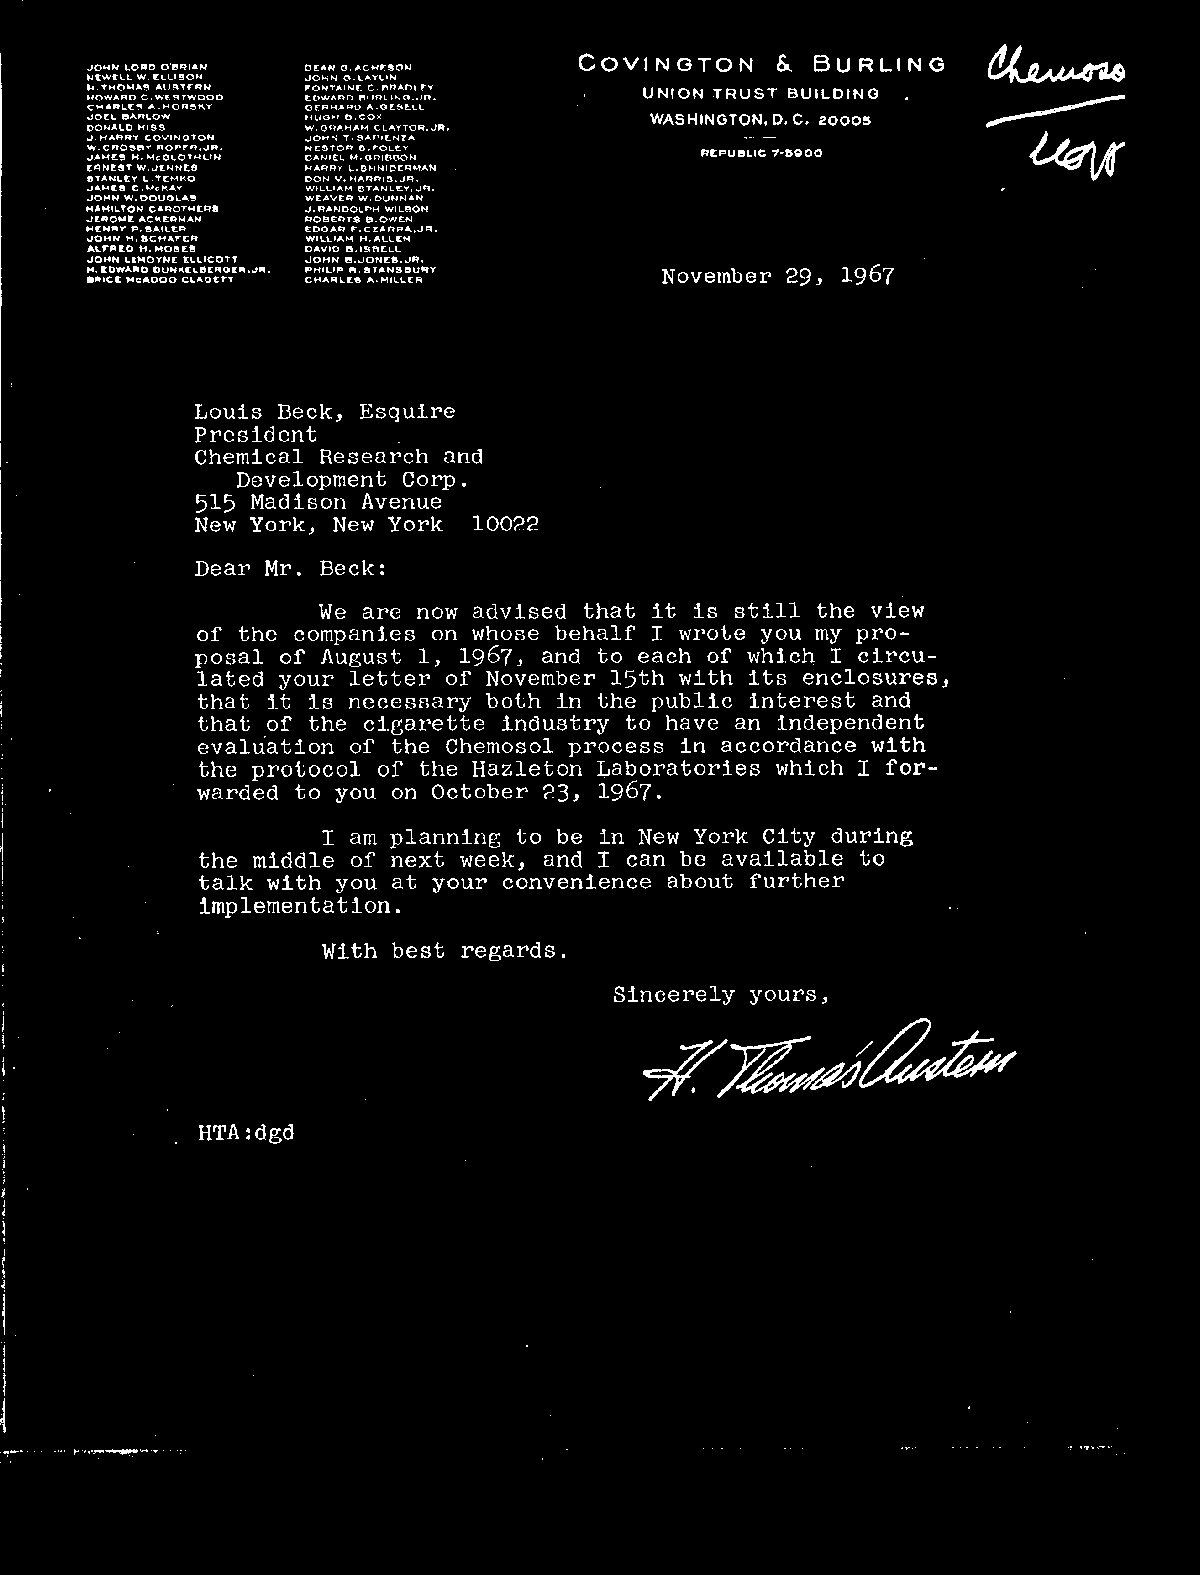 JOHN LORD O'BRIAN
NEWELL W. ELLISON
H. THOMAS AUSTERN
HOWARD C. WESTWOOD
CHARLES A. HORSKY
JOEL BARLOW
DONALD HISS
J. HARRY COVINGTON
W. CROSBY ROPER, JR.
JAMES H. McGLOTHLIN
ERNEST W. JENNES
STANLEY L. TEMKO
JAMES C. McKAY
JOHN W. DOUGLAS
HAMILTON CAROTHERS
JEROME ACKERMAN
HENRY P. SAILER
JOHN H. SCHAFER
ALFRED H. MOSES
JOHN LEMOYNE ELLICOTT
H. EDWARD DUNKELBERGER, JR.
BRICE McADOO CLAGETT
DEAN G. ACHESON
JOHN G. LAYLIN
FONTAINE C. BRADLEY
EDWARD BURLING, JR.
GERHARD A. GESELL
HUGH B. COX
W. GRAHAM CLAYTOR, JR.
JOHN T. SAPIENZA
NESTOR S. FOLEY
DANIEL M. GRIBBON
HARRY L. SHNIDERMAN
DON V. HARRIS, JR.
WILLIAM STANLEY, JR.
WEAVER W. DUNNAN
J. RANDOLPH WILSON
ROBERTS B. OWEN
EDGAR F. CZARRA, JR.
WILLIAM H. ALLEN
DAVID B. ISBELL
JOHN B. JONES, JR.
PHILIP R. STANSBURY
CHARLES A. MILLER
COVINGTON & BURLING
UNION TRUST BUILDING
WASHINGTON, D. C. 20005
REPUBLIC 7-5900
Chemoso
November 29, 1967
Louis Beck, Esquire
President
Chemical Research and
Development Corp.
515 Madison Avenue
New York, New York 10022
Dear Mr. Beck:
We are now advised that it is still the view
of the companies on whose behalf I wrote you my pro-
posal of August 1, 1967, and to each of which I circu-
lated your letter of November 15th with its enclosures,
that it is necessary both in the public interest and
that of the cigarette industry to have an independent
evaluation of the Chemosol process in accordance with
the protocol of the Hazleton Laboratories which I for-
warded to you on October 23, 1967.
I am planning to be in New York City during
the middle of next week, and I can be available to
talk with you at your convenience about further
implementation.
With best regards.
Sincerely yours,
H. Thomas Austern
HTA:dgd